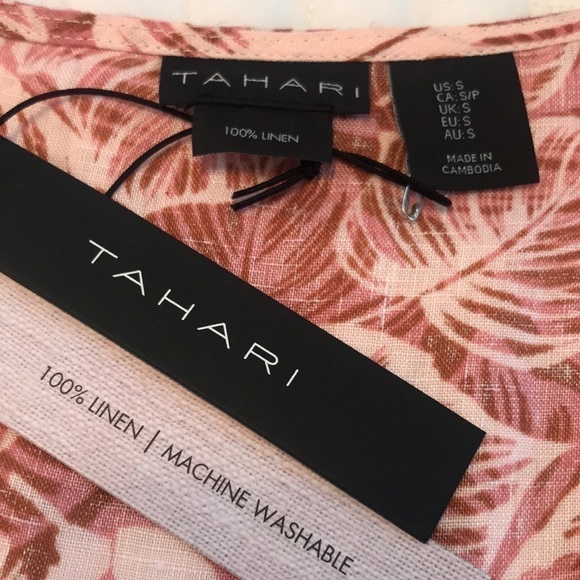 TAHARI
100% LINEN
US: S
CA: S/P
UK: S
EU: S
AU: S
MADE IN
CAMBODIA
TAHARI
100% LINEN | MACHINE WASHABLE